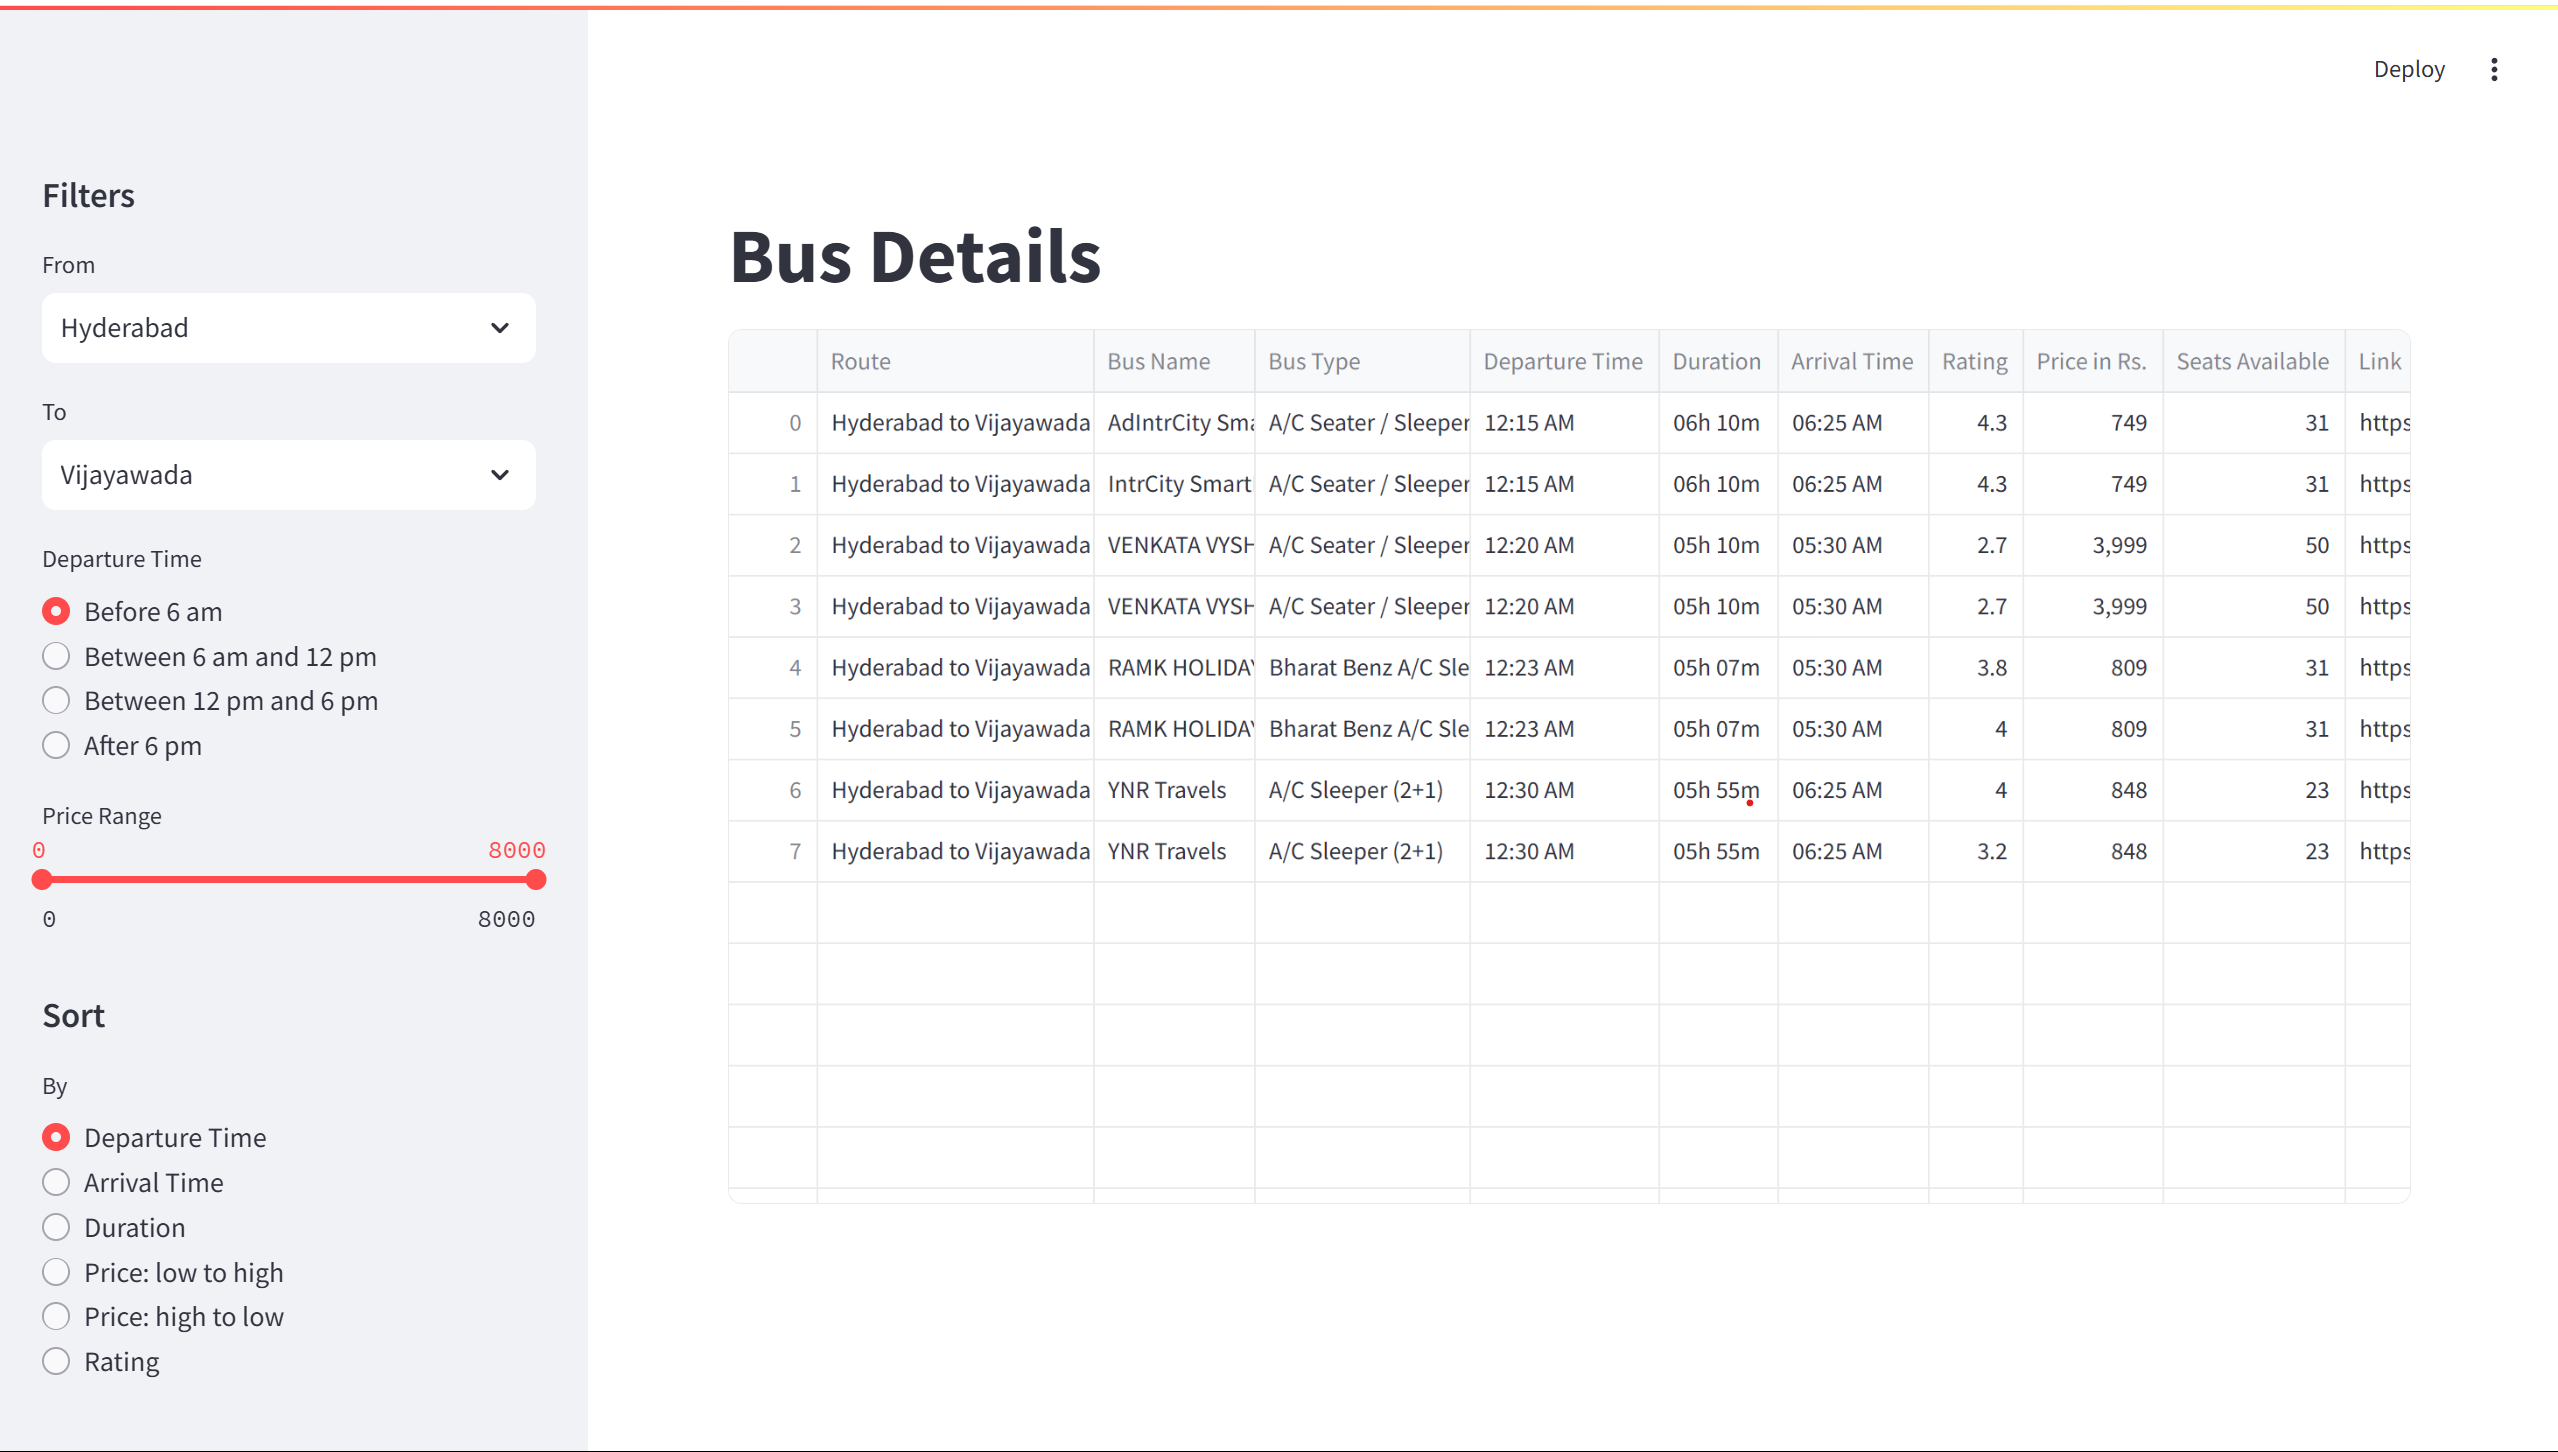 Deploy
Filters
From
Hyderabad
To
Vijayawada
Departure Time
Before 6 am
Between 6 am and 12 pm
Between 12 pm and 6 pm
After 6 pm
Price Range
0 8000
0 8000
Sort
By
Departure Time
Arrival Time
Duration
Price: low to high
Price: high to low
Rating
Bus Details
Route Bus Name Bus Type Departure Time Duration Arrival Time Rating Price in Rs. Seats Available Link
0 Hyderabad to Vijayawada AdIntrCity Sma A/C Seater / Sleeper 12:15 AM 06h 10m 06:25 AM 4.3 749 31 https
1 Hyderabad to Vijayawada IntrCity Smart A/C Seater / Sleeper 12:15 AM 06h 10m 06:25 AM 4.3 749 31 https
2 Hyderabad to Vijayawada VENKATA VYSH A/C Seater / Sleeper 12:20 AM 05h 10m 05:30 AM 2.7 3,999 50 https
3 Hyderabad to Vijayawada VENKATA VYSH A/C Seater / Sleeper 12:20 AM 05h 10m 05:30 AM 2.7 3,999 50 https
4 Hyderabad to Vijayawada RAMK HOLIDAY Bharat Benz A/C Sle 12:23 AM 05h 07m 05:30 AM 3.8 809 31 https
5 Hyderabad to Vijayawada RAMK HOLIDAY Bharat Benz A/C Sle 12:23 AM 05h 07m 05:30 AM 4 809 31 https
6 Hyderabad to Vijayawada YNR Travels A/C Sleeper (2+1) 12:30 AM 05h 55m 06:25 AM 4 848 23 https
7 Hyderabad to Vijayawada YNR Travels A/C Sleeper (2+1) 12:30 AM 05h 55m 06:25 AM 3.2 848 23 https